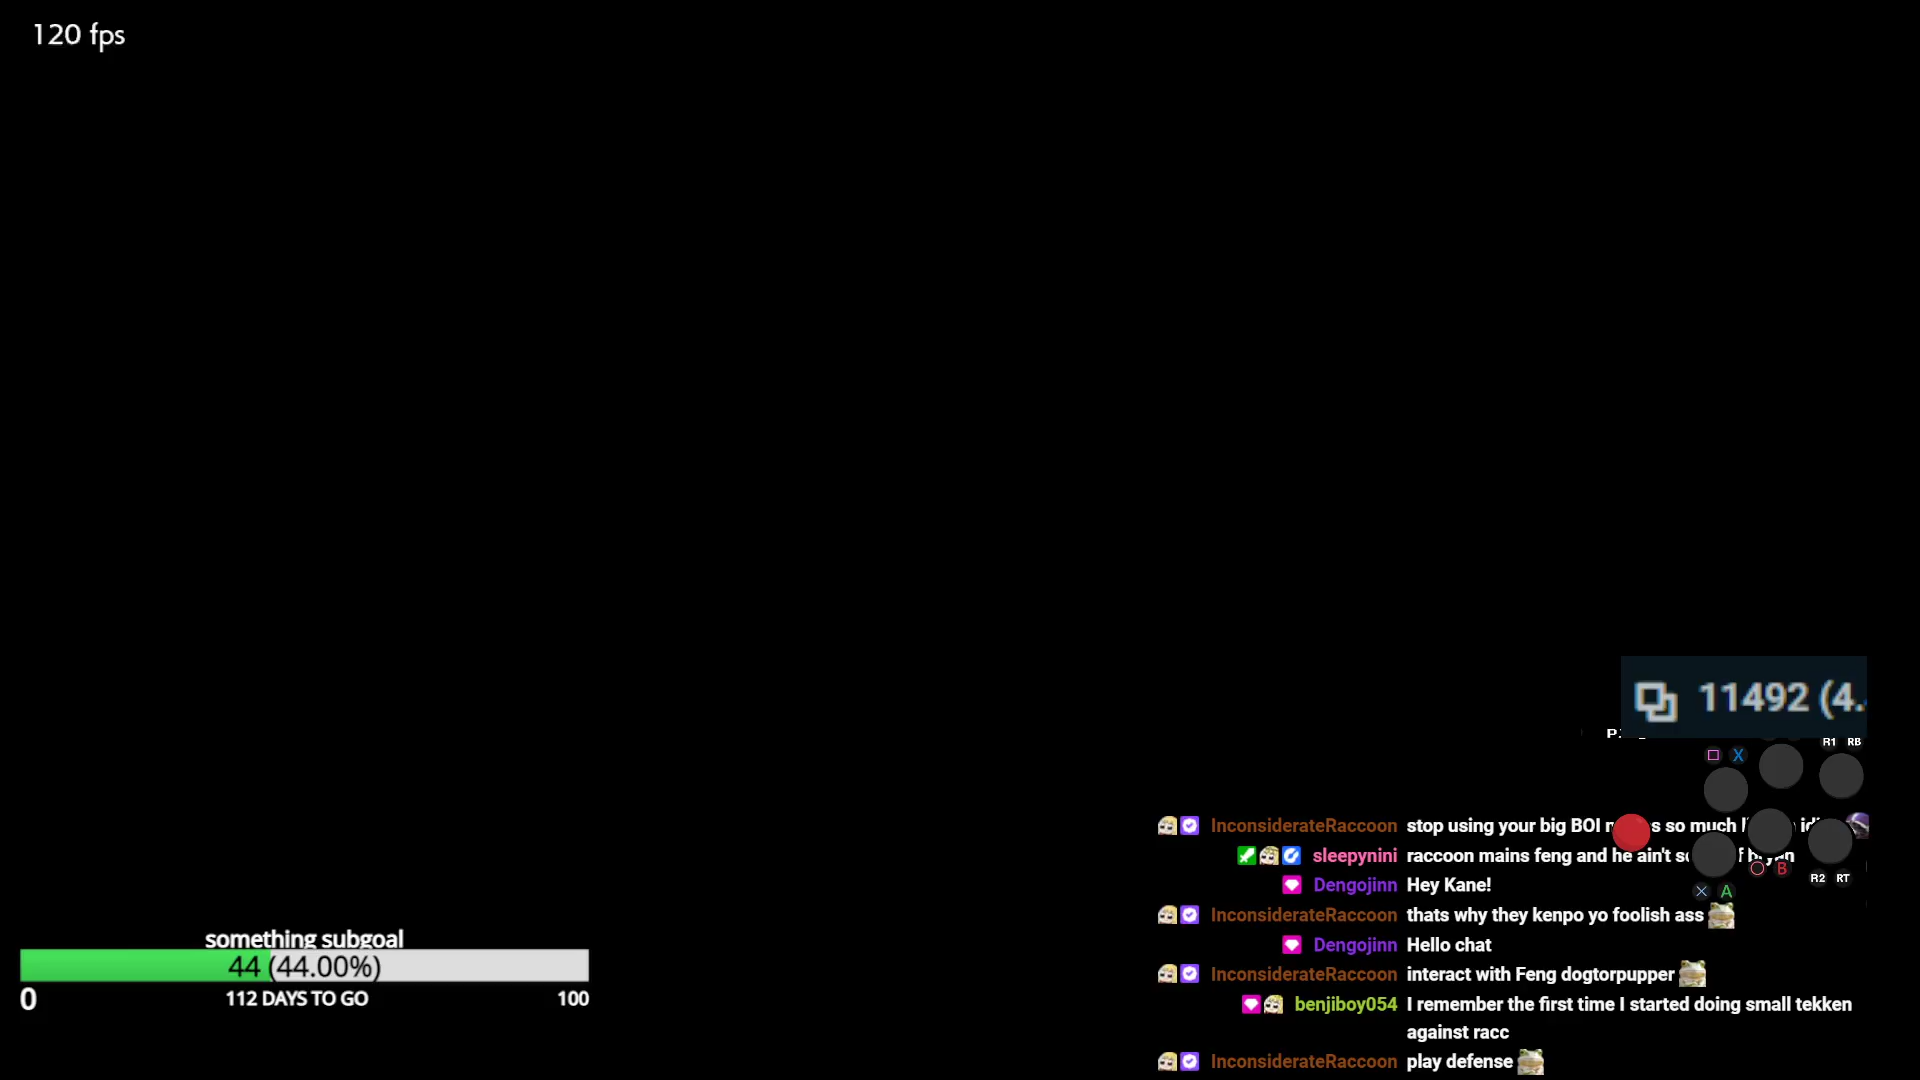 120 fps
11492 (4.
R1 RB
X
InconsiderateRaccoon stop using your big BOI s so much
sleepynini raccoon mains feng and he ain't
B
Dengojinn Hey Kane!
R2 RT
A
InconsiderateRaccoon thats why they kenpo yo foolish ass
Dengojinn Hello chat
InconsiderateRaccoon interact with Feng dogtorpupper
benjiboy054 I remember the first time I started doing small tekken
against racc
InconsiderateRaccoon play defense
something subgoal
44 (44.00%)
0 112 DAYS TO GO 100